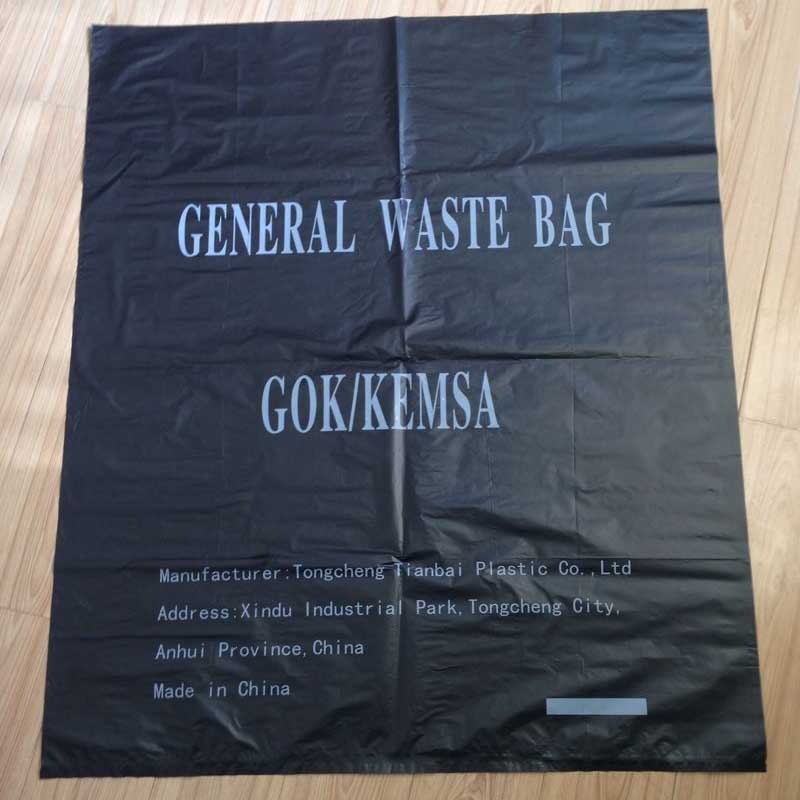 GENERAL WASTE BAG
GOK/KEMSA
Manufacturer:Tongcheng Tianbai Plastic Co.,Ltd
Address:Xindu Industrial Park,Tongcheng City,
Anhui Province,China
Made in China